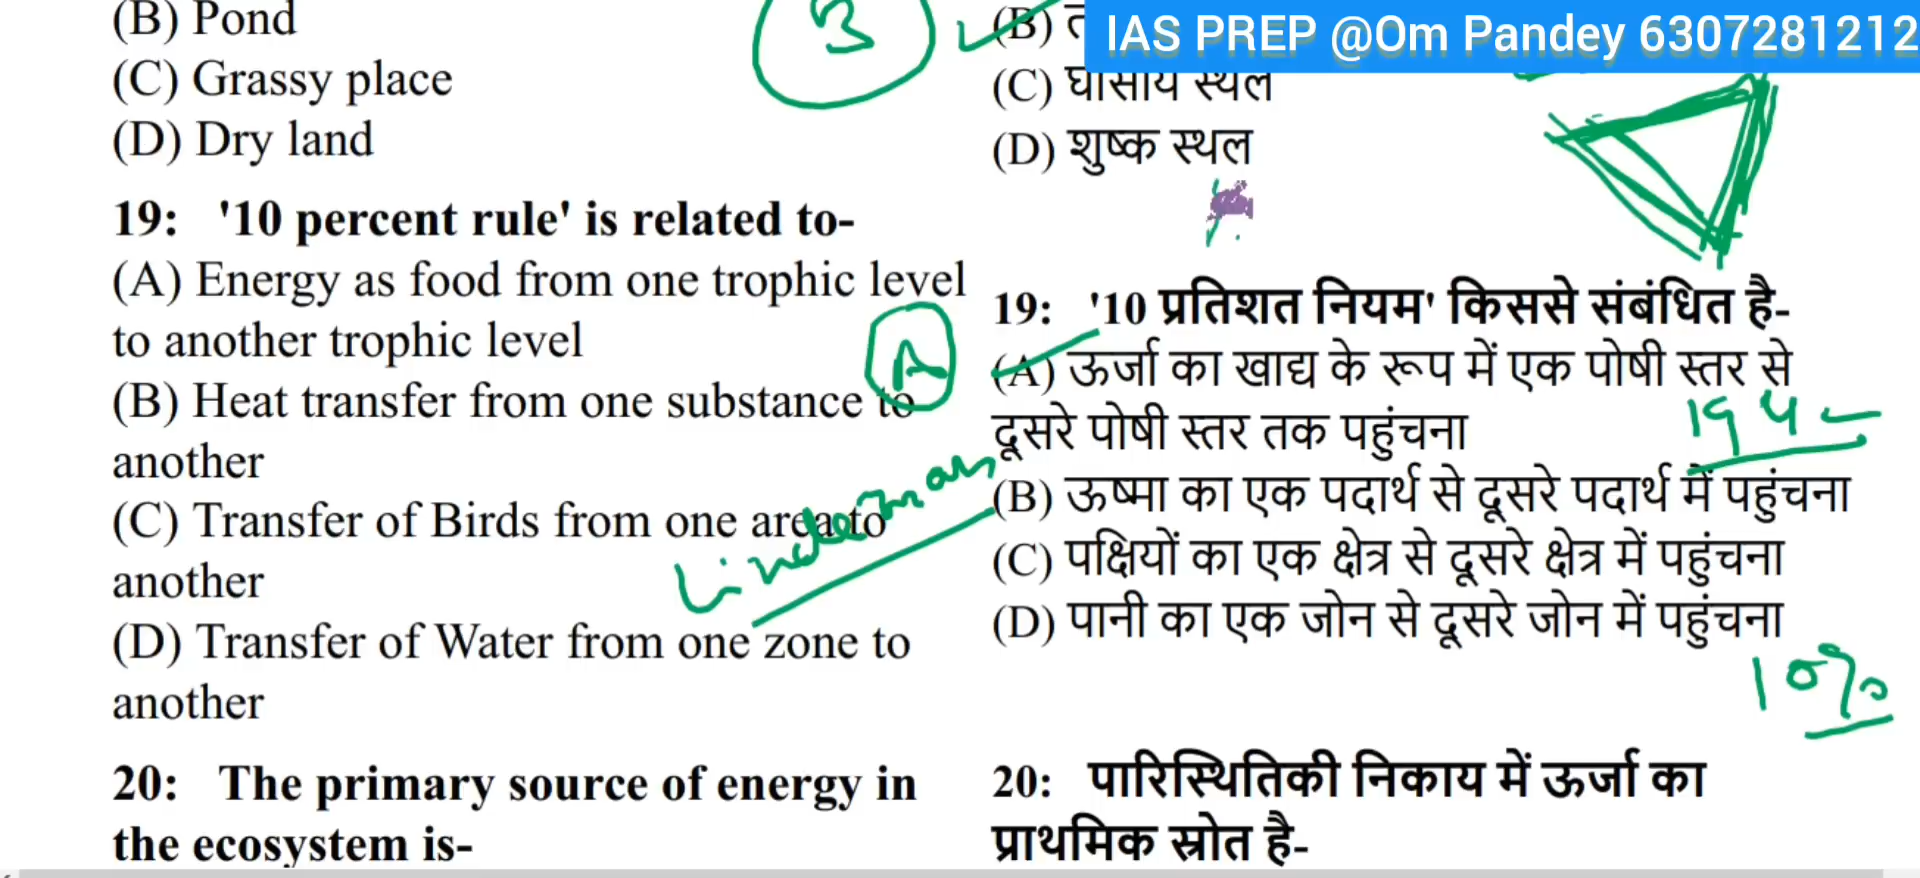 (B) Pond
(C) Grassy place
(D) Dry land
19: '10 percent rule' is related to-
(A) Energy as food from one trophic level
to another trophic level
(B) Heat transfer from one substance to
another
(C) Transfer of Birds from one area to
another
(D) Transfer of Water from one zone to
another
20: The primary source of energy in
the ecosystem is-
B
A
Lindeman
IAS PREP @Om Pandey 6307281212
(B)
(C) घासीय स्थल
(D) शुष्क स्थल
19: '10 प्रतिशत नियम' किससे संबंधित है-
(A) ऊर्जा का खाद्य के रूप में एक पोषी स्तर से
दूसरे पोषी स्तर तक पहुंचना
(B) ऊष्मा का एक पदार्थ से दूसरे पदार्थ में पहुंचना
(C) पक्षियों का एक क्षेत्र से दूसरे क्षेत्र में पहुंचना
(D) पानी का एक जोन से दूसरे जोन में पहुंचना
10%
20: पारिस्थितिकी निकाय में ऊर्जा का
प्राथमिक स्रोत है-